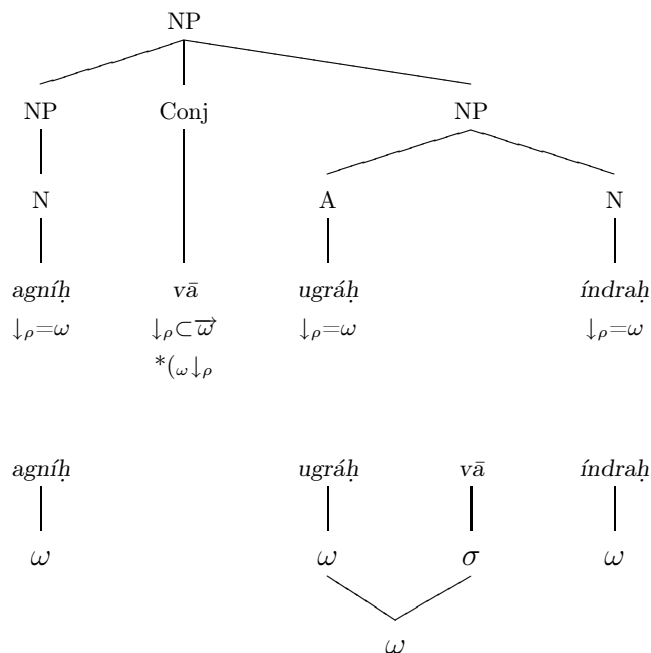 NP
NP Conj NP
N A N
agníḥ vā ugráḥ índraḥ
↓ρ=ω ↓ρ⊂ω⃗ ↓ρ=ω ↓ρ=ω
*(ω↓ρ
agníḥ ugráḥ vā índraḥ
ω ω σ ω
ω